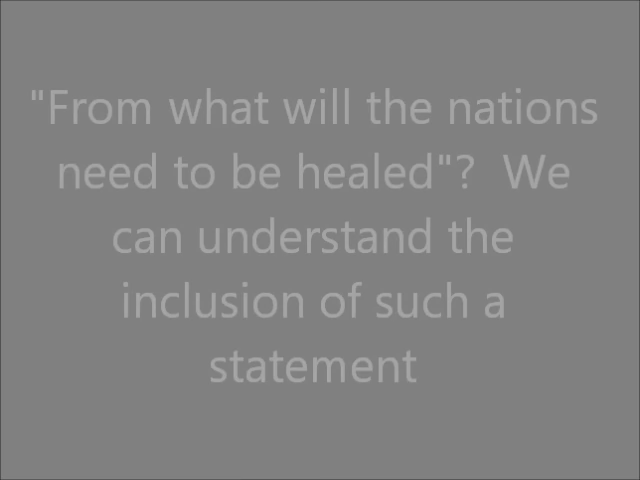 "From what will the nations
need to be healed"?  We
can understand the
inclusion of such a
statement